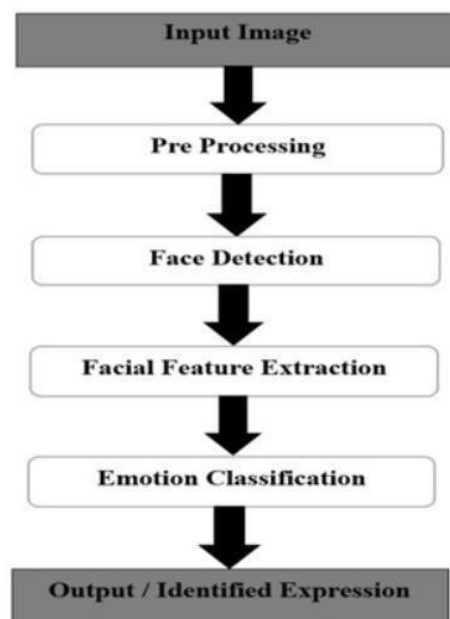 Input Image
Pre Processing
Face Detection
Facial Feature Extraction
Emotion Classification
Output / Identified Expression